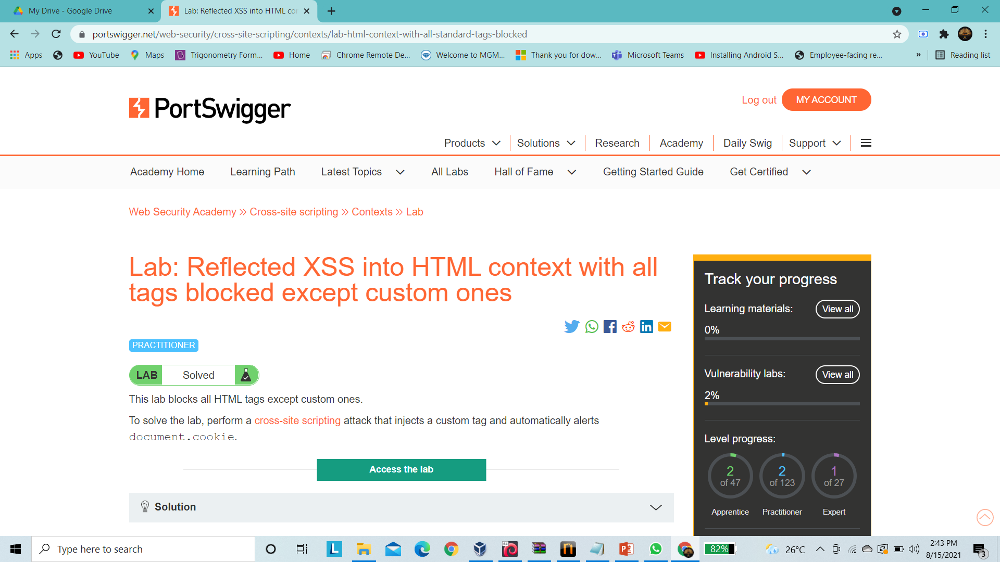 My Drive - Google Drive
Lab: Reflected XSS into HTML co
portswigger.net/web-security/cross-site-scripting/contexts/lab-html-context-with-all-standard-tags-blocked
Apps YouTube Maps Trigonometry Form... Home Chrome Remote De... Welcome to MGM... Thank you for dow... Microsoft Teams Installing Android S... Employee-facing re... » Reading list
PortSwigger
Log out MY ACCOUNT
Products Solutions Research Academy Daily Swig Support
Academy Home Learning Path Latest Topics All Labs Hall of Fame Getting Started Guide Get Certified
Web Security Academy >> Cross-site scripting >> Contexts >> Lab
Lab: Reflected XSS into HTML context with all
tags blocked except custom ones
PRACTITIONER
LAB Solved
This lab blocks all HTML tags except custom ones.
To solve the lab, perform a cross-site scripting attack that injects a custom tag and automatically alerts
document.cookie.
Access the lab
Solution
Track your progress
Learning materials: View all
0%
Vulnerability labs: View all
2%
Level progress:
2 of 47
2 of 123
1 of 27
Apprentice Practitioner Expert
Type here to search
82%
26°C
2:43 PM
8/15/2021
3